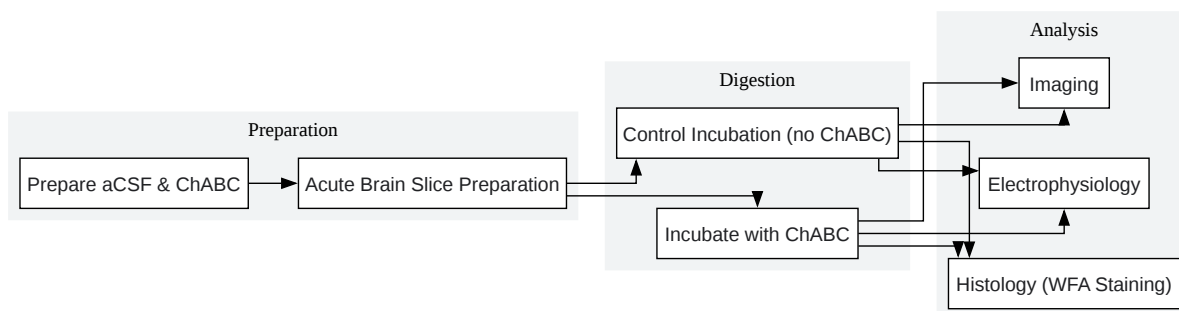 Preparation
Prepare aCSF & ChABC
Acute Brain Slice Preparation
Digestion
Control Incubation (no ChABC)
Incubate with ChABC
Analysis
Imaging
Electrophysiology
Histology (WFA Staining)